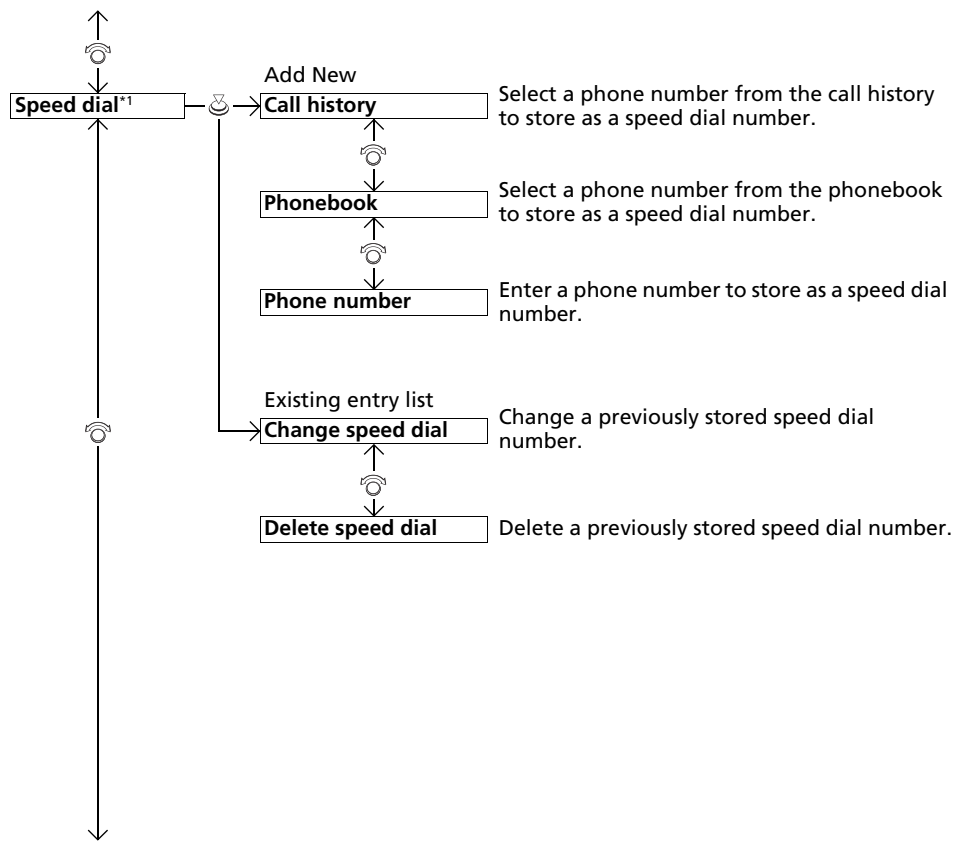 Add New
Speed dial*1
Call history
Select a phone number from the call history
to store as a speed dial number.
Phonebook
Select a phone number from the phonebook
to store as a speed dial number.
Phone number
Enter a phone number to store as a speed dial
number.
Existing entry list
Change speed dial
Change a previously stored speed dial
number.
Delete speed dial
Delete a previously stored speed dial number.